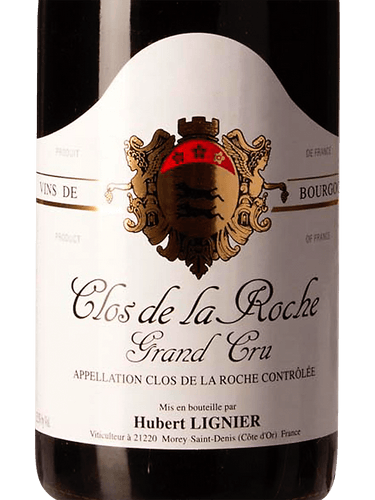 PRODUIT DE FRANCE
VINS DE BOURGOG
PRODUCT OF FRANCE
Clos de la Roche
Grand Cru
APPELLATION CLOS DE LA ROCHE CONTRÔLÉE
Mis en bouteille par
Hubert LIGNIER
Viticulteur à 21220 Morey-Saint-Denis (Côte d'Or) France